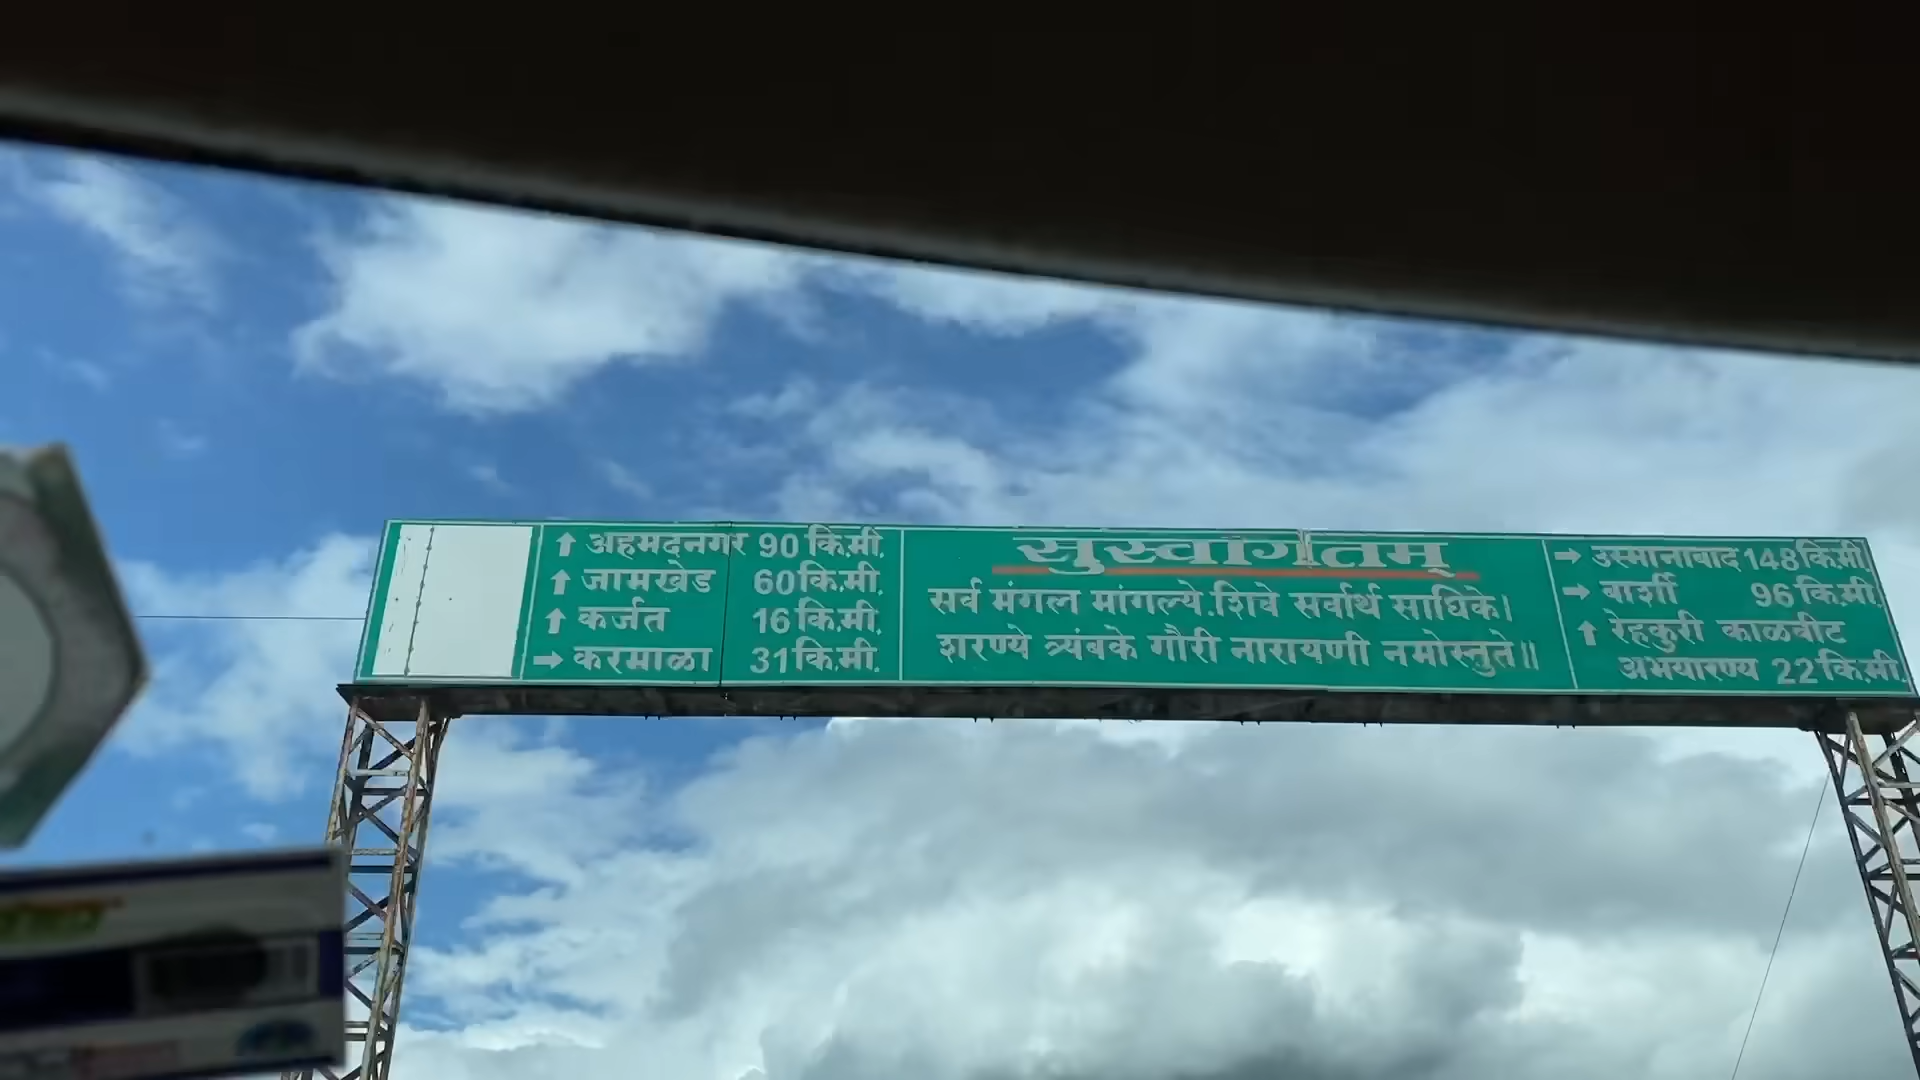 ↑ अहमदनगर 90 कि.मी.
↑ जामखेड 60 कि.मी.
↑ कर्जत 16 कि.मी.
→ करमाळा 31 कि.मी.
सुस्वागतम्
सर्व मंगल मांगल्ये.शिवे सर्वार्थ साधिके।
शरण्ये त्र्यंबके गौरी नारायणी नमोस्तुते॥
→ उस्मानाबाद 148 कि.मी.
→ बार्शी 96 कि.मी.
↑ रेहकुरी काळवीट
अभयारण्य 22 कि.मी.